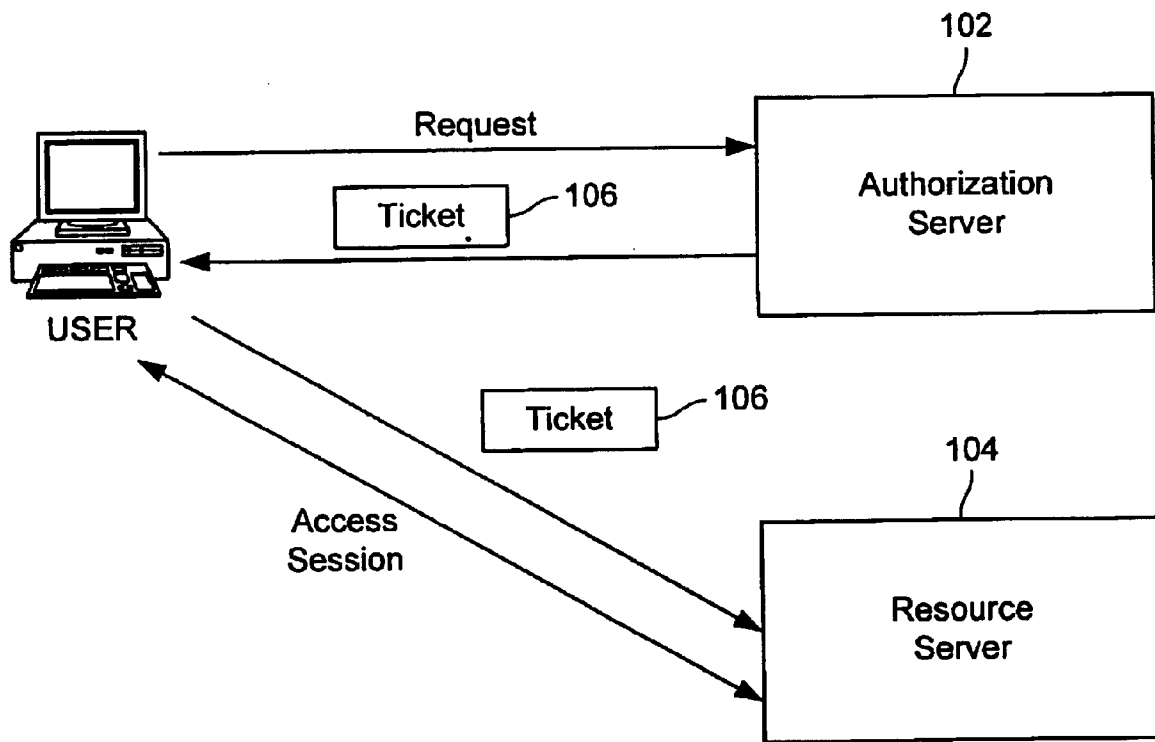 102
Request
Authorization
Server
Ticket
106
USER
Ticket
106
104
Access
Session
Resource
Server